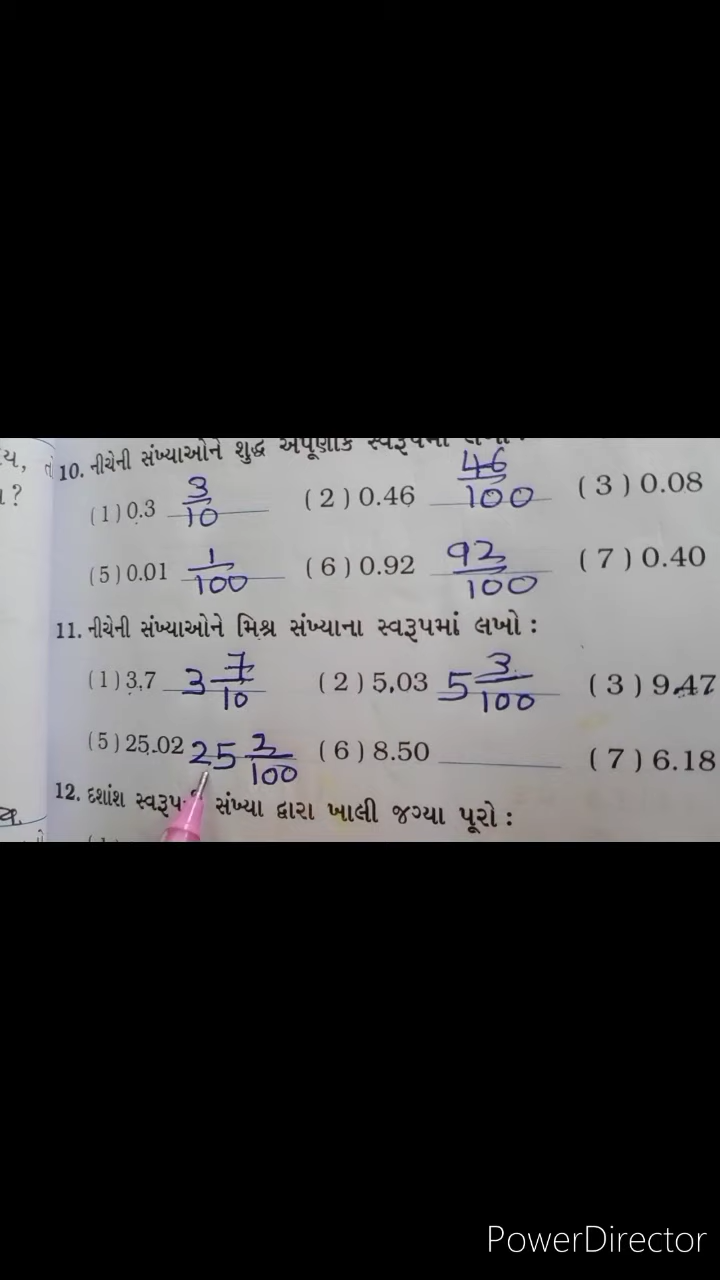 ય, તો
10. નીચેની સંખ્યાઓને શુદ્ધ અપૂર્ણાંક સ્વરૂપમાં લખો :
ા ?
(1) 0.3 3/10 (2) 0.46 46/100 (3) 0.08
(5) 0.01 1/100 (6) 0.92 92/100 (7) 0.40
11. નીચેની સંખ્યાઓને મિશ્ર સંખ્યાના સ્વરૂપમાં લખો :
(1) 3.7 3 7/10 (2) 5.03 5 3/100 (3) 9.47
(5) 25.02 25 2/100 (6) 8.50 (7) 6.18
12. દશાંશ સંખ્યા દ્વારા ખાલી જગ્યા પૂરો :
PowerDirector